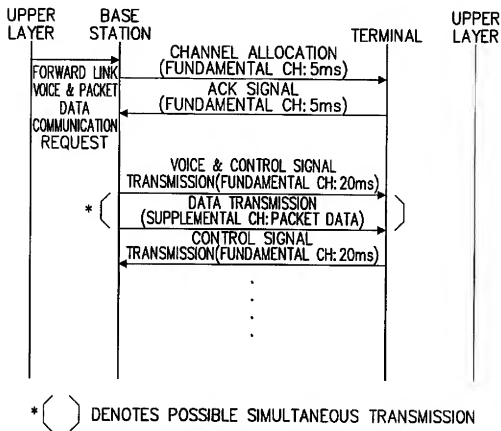 UPPER LAYER
BASE STATION
TERMINAL
UPPER LAYER
FORWARD LINK
VOICE & PACKET
DATA
COMMUNICATION
REQUEST
CHANNEL ALLOCATION
(FUNDAMENTAL CH: 5ms)
ACK SIGNAL
(FUNDAMENTAL CH: 5ms)
VOICE & CONTROL SIGNAL
TRANSMISSION(FUNDAMENTAL CH: 20ms)
*
DATA TRANSMISSION
(SUPPLEMENTAL CH: PACKET DATA)
CONTROL SIGNAL
TRANSMISSION(FUNDAMENTAL CH: 20ms)
*( ) DENOTES POSSIBLE SIMULTANEOUS TRANSMISSION